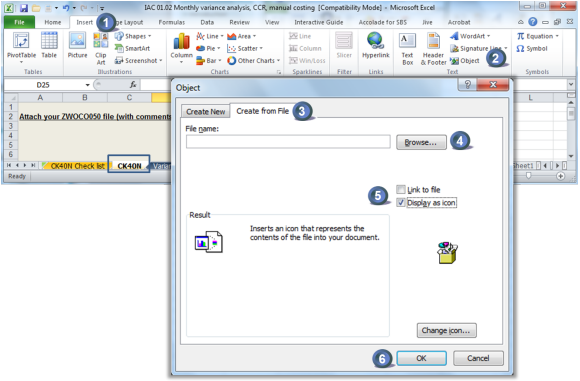 IAC 01.02 Monthly variance analysis, CCR, manual costing [Compatibility Mode] - Microsoft Excel
File Home Insert Page Layout Formulas Data Review View Interactive Guide Accolade for SBS Jive Acrobat
1
PivotTable Table Picture Clip Art Shapes SmartArt Screenshot Column Line Pie Bar Area Scatter Other Charts Line Column Win/Loss Slicer Hyperlink Text Box Header & Footer WordArt Signature Line Object Equation Symbol
2
Tables Illustrations Charts Sparklines Filter Links Text Symbols
D25 fx
A B C L
1
2 Attach your ZWOCO050 file (with comments
3
4
5
6
CK40N Check list CK40N Varian Sheet1
Ready
Object
Create New Create from File 3
File name:
Browse... 4
5 Link to file
Display as icon
Result
Inserts an icon that represents the
contents of the file into your document.
Change icon...
6 OK Cancel